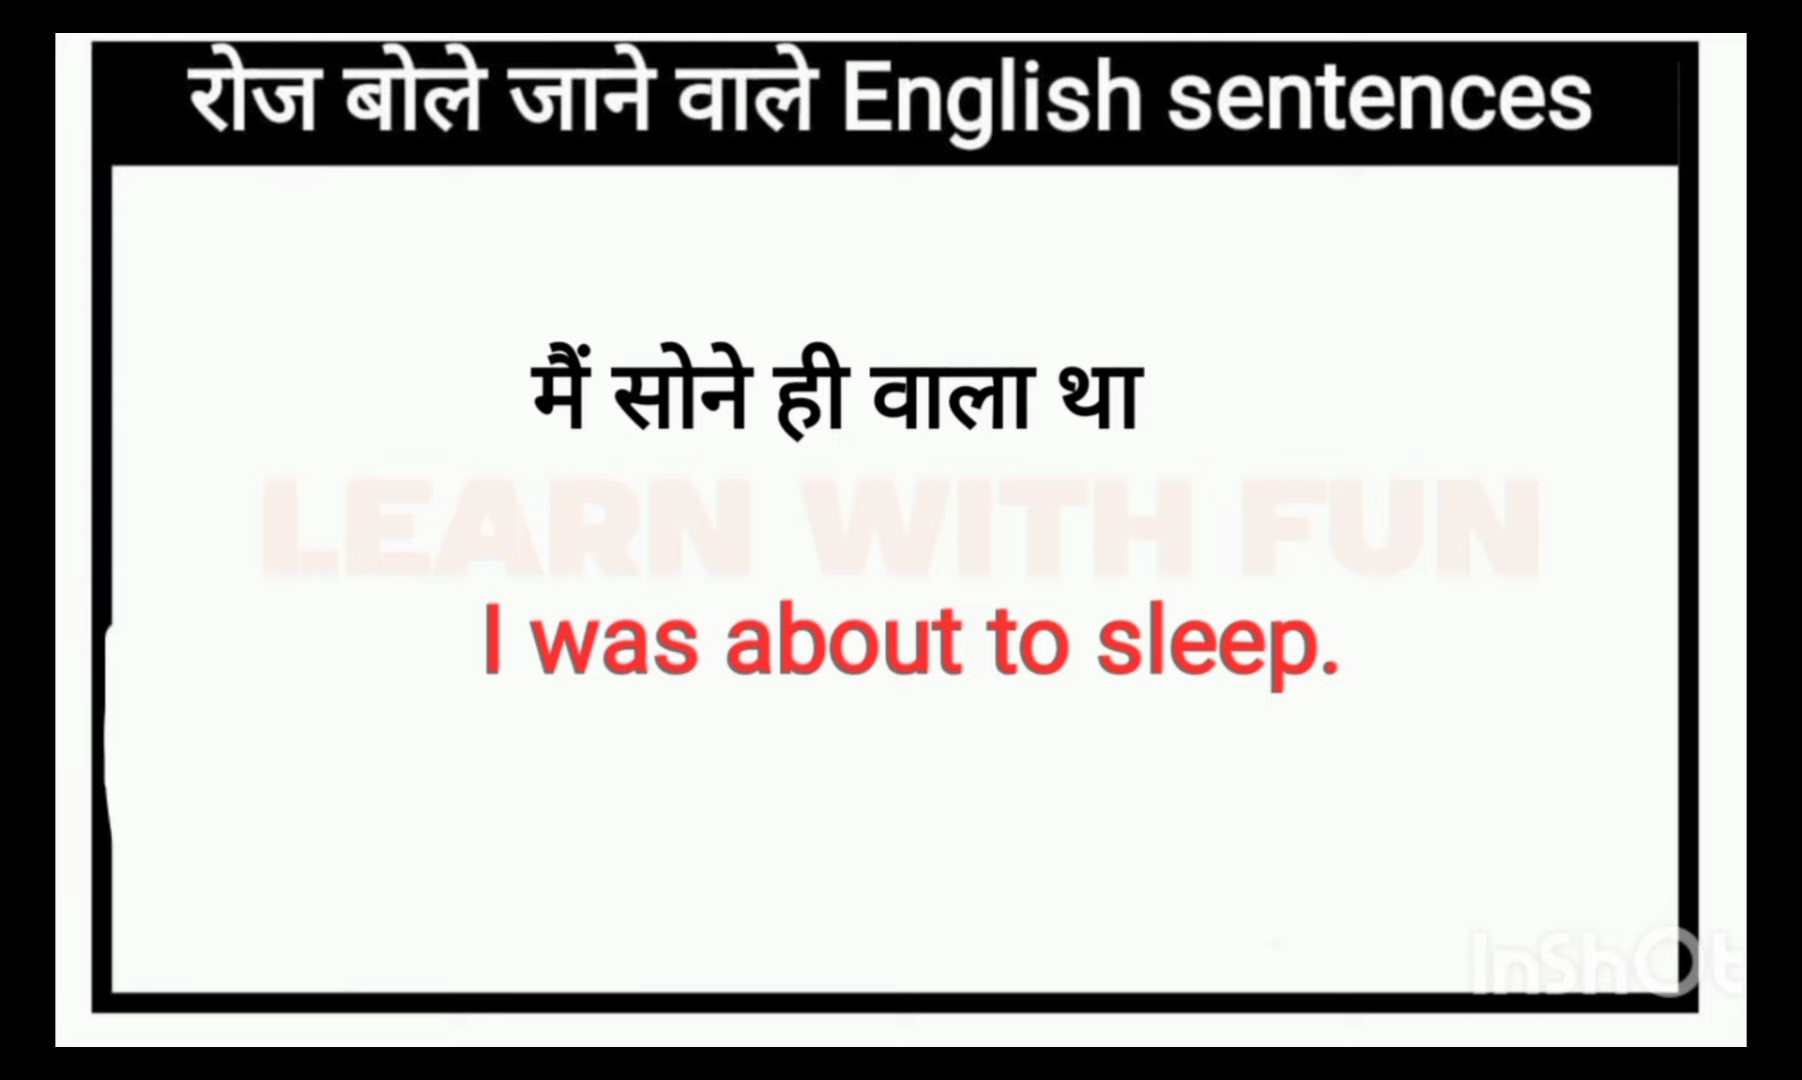 रोज बोले जाने वाले English sentences
मैं सोने ही वाला था
LEARN WITH FUN
I was about to sleep.
InShOt